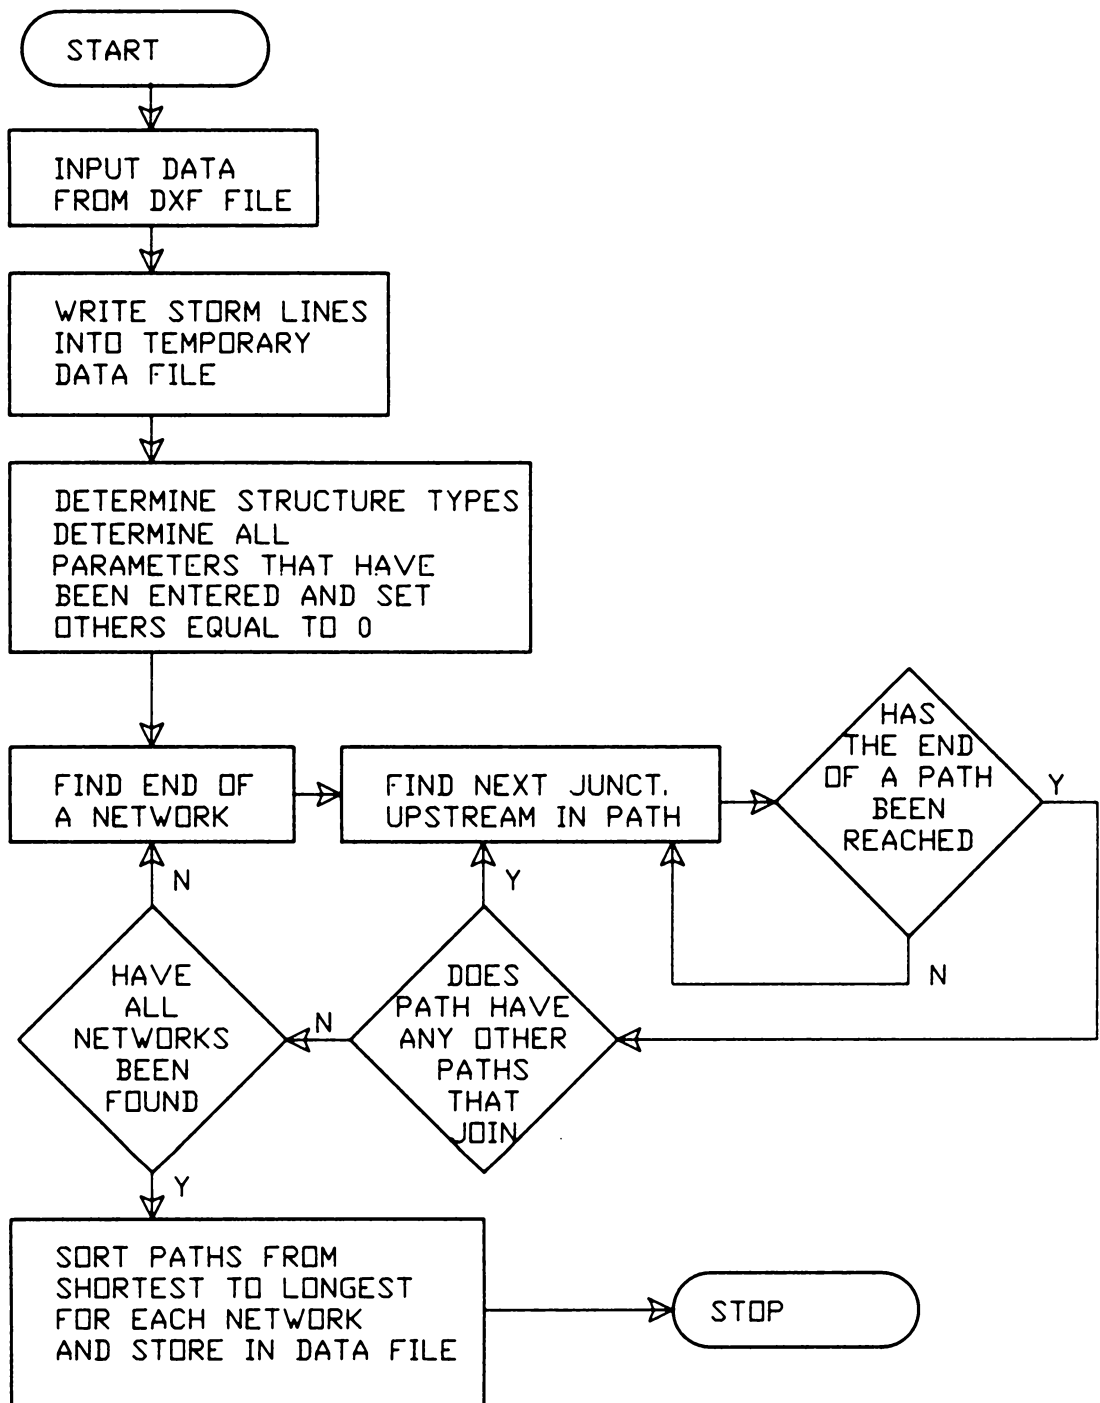 START
INPUT DATA
FROM DXF FILE
WRITE STORM LINES
INTO TEMPORARY
DATA FILE
DETERMINE STRUCTURE TYPES
DETERMINE ALL
PARAMETERS THAT HAVE
BEEN ENTERED AND SET
OTHERS EQUAL TO 0
FIND END OF
A NETWORK
FIND NEXT JUNCT.
UPSTREAM IN PATH
HAS
THE END
OF A PATH
BEEN
REACHED
Y
N
Y
N
DOES
PATH HAVE
ANY OTHER
PATHS
THAT
JOIN
N
HAVE
ALL
NETWORKS
BEEN
FOUND
Y
SORT PATHS FROM
SHORTEST TO LONGEST
FOR EACH NETWORK
AND STORE IN DATA FILE
STOP